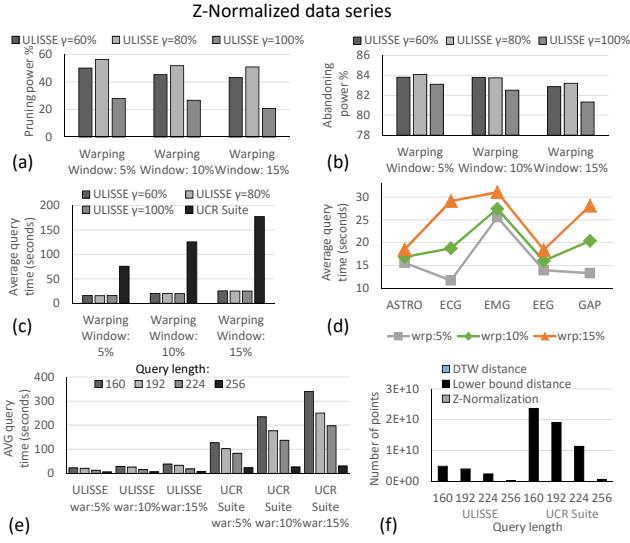 Z-Normalized data series
ULISSE γ=60% ULISSE γ=80% ULISSE γ=100%
Pruning power %
60
40
20
0
Warping Window: 5%
Warping Window: 10%
Warping Window: 15%
(a)
ULISSE γ=60% ULISSE γ=80% ULISSE γ=100%
Abandoning power %
86
84
82
80
78
Warping Window: 5%
Warping Window: 10%
Warping Window: 15%
(b)
ULISSE γ=60% ULISSE γ=80%
ULISSE γ=100% UCR Suite
Average query time (seconds)
200
150
100
50
0
Warping Window: 5%
Warping Window: 10%
Warping Window: 15%
(c)
Average query time (seconds)
30
25
20
15
10
ASTRO ECG EMG EEG GAP
(d)
wrp:5% wrp:10% wrp:15%
Query length:
160 192 224 256
AVG query time (seconds)
400
300
200
100
0
ULISSE war:5%
ULISSE war:10%
ULISSE war:15%
UCR Suite war:5%
UCR Suite war:10%
UCR Suite war:15%
(e)
DTW distance
Lower bound distance
Z-Normalization
Number of points
3E+10
2E+10
1E+10
0E+00
160 192 224 256 160 192 224 256
ULISSE UCR Suite
Query length
(f)